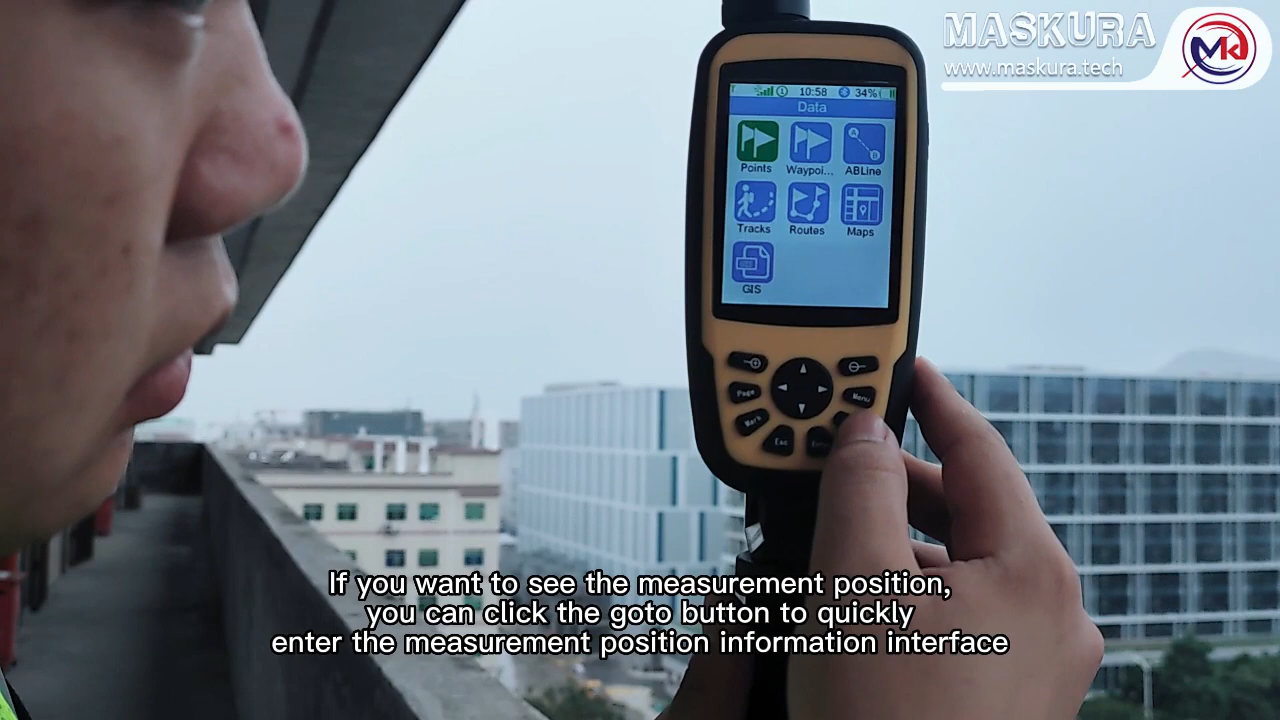 MASKURA
www.maskura.tech
MK
10:58
34%
Data
Points
Waypoi...
ABLine
A
B
Tracks
Routes
Maps
GIS
Page
Menu
Mark
Esc
If you want to see the measurement position,
you can click the goto button to quickly
enter the measurement position information interface